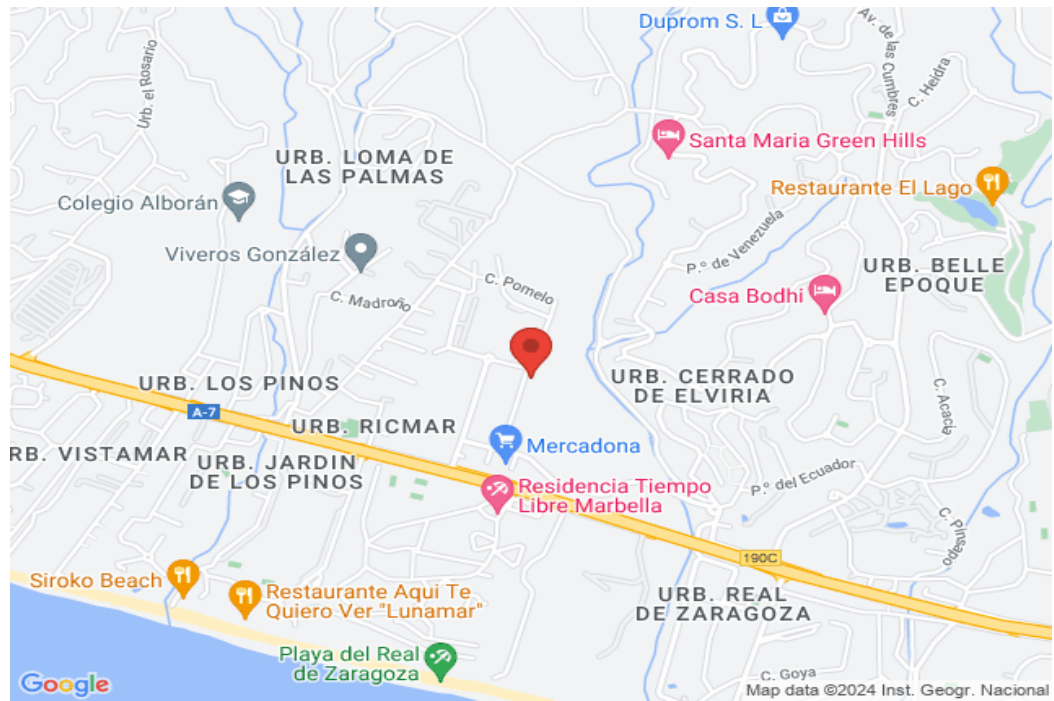 Duprom S. L
Av. de las Cumbres
C. Heidra
Urb. el Rosario
Santa Maria Green Hills
URB. LOMA DE
LAS PALMAS
Restaurante El Lago
Colegio Alborán
Viveros González
P.º de Venezuela
URB. BELLE
EPOQUE
C. Pomelo
Casa Bodhi
C. Madroño
URB. CERRADO
DE ELVIRIA
URB. LOS PINOS
A-7
C. Acacia
URB. RICMAR
Mercadona
RB. VISTAMAR
URB. JARDIN
DE LOS PINOS
P.º del Ecuador
Residencia Tiempo
Libre Marbella
C. Pinsapo
190C
Siroko Beach
Restaurante Aqui Te
Quiero Ver "Lunamar"
URB. REAL
DE ZARAGOZA
Playa del Real
de Zaragoza
C. Goya
Google
Map data ©2024 Inst. Geogr. Nacional